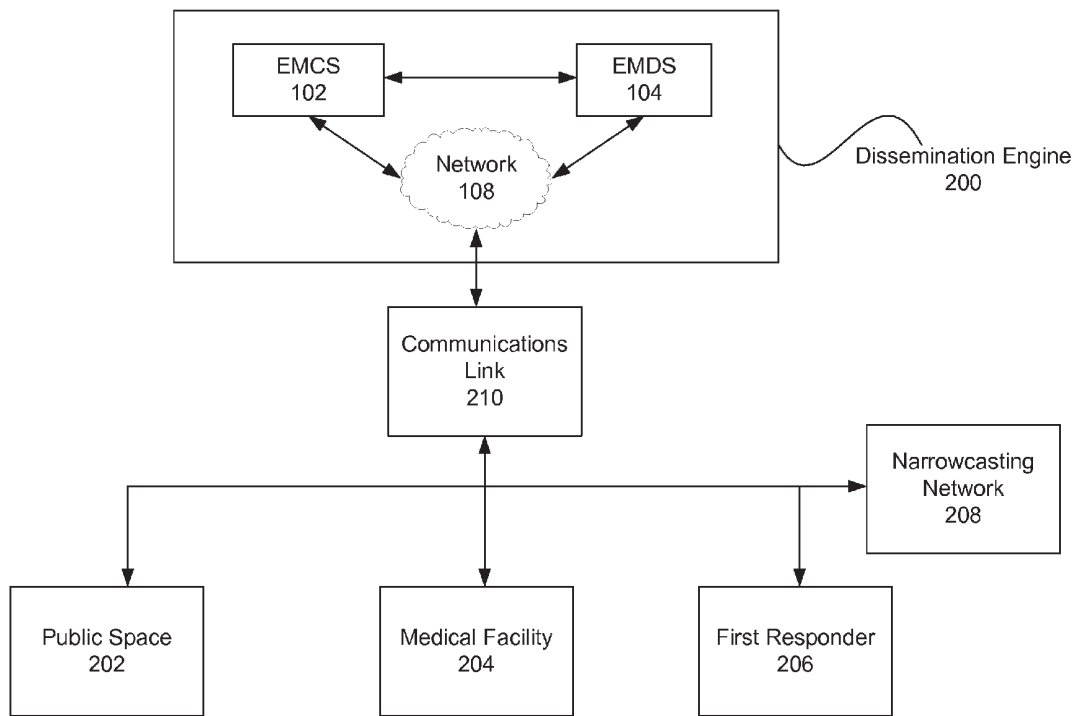 EMCS
102
EMDS
104
Network
108
Dissemination Engine
200
Communications
Link
210
Narrowcasting
Network
208
Public Space
202
Medical Facility
204
First Responder
206